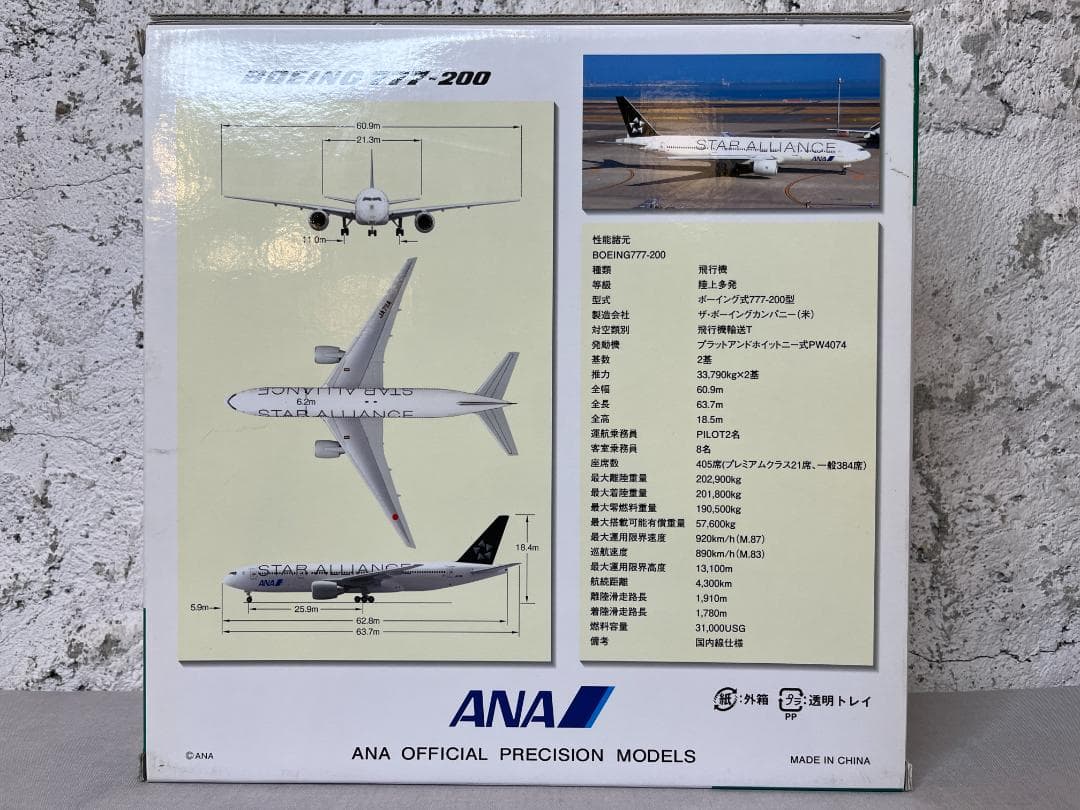 BOEING 777-200
60.9m
21.3m
11.0m
JA711A
STAR ALLIANCE
6.2m
STAR ALLIANCE
STAR ALLIANCE
ANA
18.4m
5.9m
25.9m
62.8m
63.7m
STAR ALLIANCE
ANA
性能諸元
BOEING777-200
種類 飛行機
等級 陸上多発
型式 ボーイング式777-200型
製造会社 ザ・ボーイングカンパニー(米)
対空類別 飛行機輸送T
発動機 プラットアンドホイットニー式PW4074
基数 2基
推力 33,790kg×2基
全幅 60.9m
全長 63.7m
全高 18.5m
運航乗務員 PILOT2名
客室乗務員 8名
座席数 405席(プレミアムクラス21席、一般384席)
最大離陸重量 202,900kg
最大着陸重量 201,800kg
最大零燃料重量 190,500kg
最大搭載可能有償重量 57,600kg
最大運用限界速度 920km/h(M.87)
巡航速度 890km/h(M.83)
最大運用限界高度 13,100m
航続距離 4,300km
離陸滑走路長 1,910m
着陸滑走路長 1,780m
燃料容量 31,000USG
備考 国内線仕様
ANA
紙:外箱 プラ:透明トレイ
PP
©ANA
ANA OFFICIAL PRECISION MODELS
MADE IN CHINA